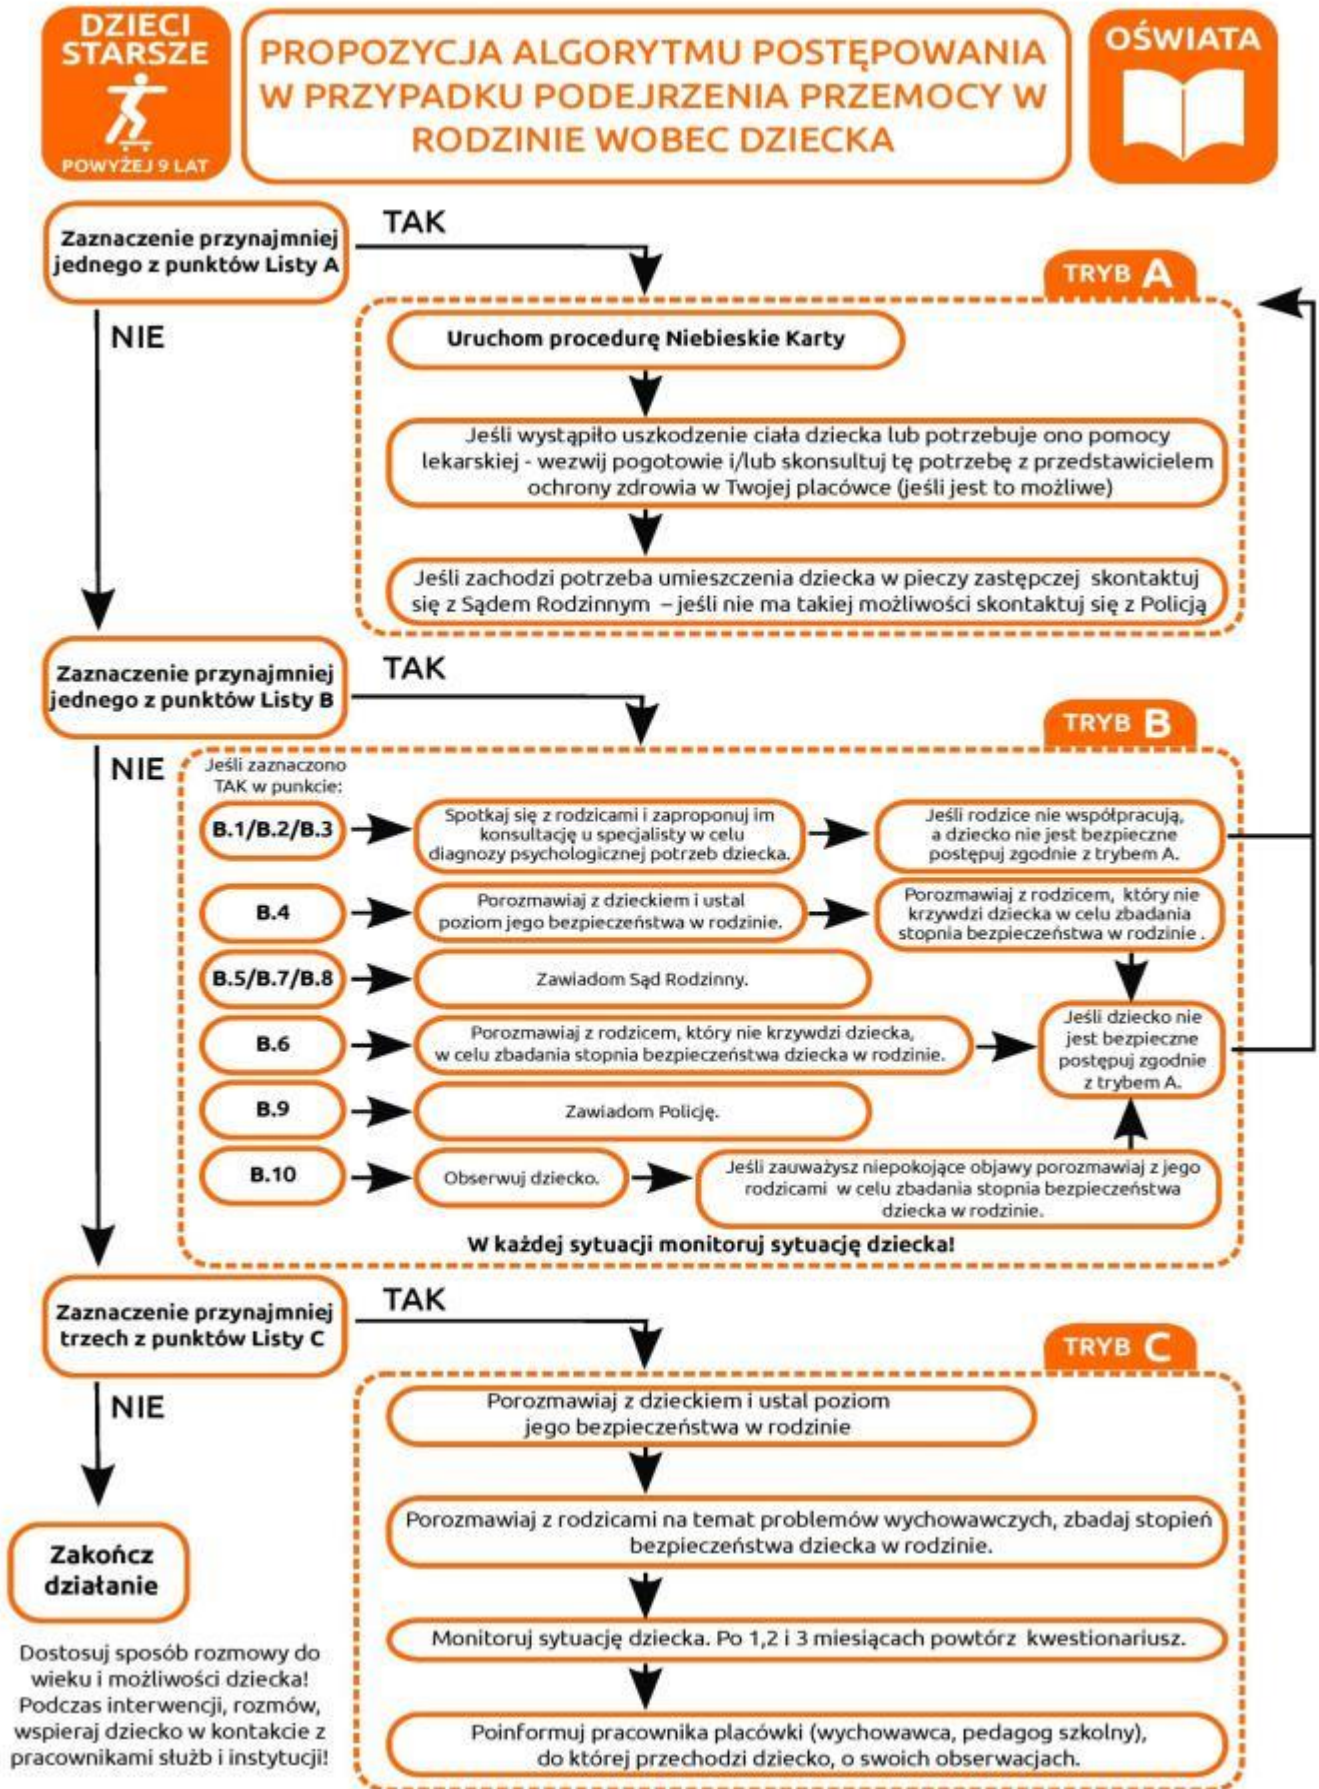 DZIECI
STARSZE
POWYŻEJ 9 LAT
PROPOZYCJA ALGORYTMU POSTĘPOWANIA
W PRZYPADKU PODEJRZENIA PRZEMOCY W
RODZINIE WOBEC DZIECKA
OŚWIATA
Zaznaczenie przynajmniej
jednego z punktów Listy A
TAK
NIE
TRYB A
Uruchom procedurę Niebieskie Karty
Jeśli wystąpiło uszkodzenie ciała dziecka lub potrzebuje ono pomocy
lekarskiej - wezwij pogotowie i/lub skonsultuj tę potrzebę z przedstawicielem
ochrony zdrowia w Twojej placówce (jeśli jest to możliwe)
Jeśli zachodzi potrzeba umieszczenia dziecka w pieczy zastępczej skontaktuj
się z Sądem Rodzinnym – jeśli nie ma takiej możliwości skontaktuj się z Policją
Zaznaczenie przynajmniej
jednego z punktów Listy B
TAK
NIE
TRYB B
Jeśli zaznaczono
TAK w punkcie:
B.1/B.2/B.3
Spotkaj się z rodzicami i zaproponuj im
konsultację u specjalisty w celu
diagnozy psychologicznej potrzeb dziecka.
Jeśli rodzice nie współpracują,
a dziecko nie jest bezpieczne
postępuj zgodnie z trybem A.
B.4
Porozmawiaj z dzieckiem i ustal
poziom jego bezpieczeństwa w rodzinie.
Porozmawiaj z rodzicem, który nie
krzywdzi dziecka w celu zbadania
stopnia bezpieczeństwa w rodzinie .
B.5/B.7/B.8
Zawiadom Sąd Rodzinny.
B.6
Porozmawiaj z rodzicem, który nie krzywdzi dziecka,
w celu zbadania stopnia bezpieczeństwa dziecka w rodzinie.
Jeśli dziecko nie
jest bezpieczne
postępuj zgodnie
z trybem A.
B.9
Zawiadom Policję.
B.10
Obserwuj dziecko.
Jeśli zauważysz niepokojące objawy porozmawiaj z jego
rodzicami w celu zbadania stopnia bezpieczeństwa
dziecka w rodzinie.
W każdej sytuacji monitoruj sytuację dziecka!
Zaznaczenie przynajmniej
trzech z punktów Listy C
TAK
NIE
TRYB C
Porozmawiaj z dzieckiem i ustal poziom
jego bezpieczeństwa w rodzinie
Porozmawiaj z rodzicami na temat problemów wychowawczych, zbadaj stopień
bezpieczeństwa dziecka w rodzinie.
Monitoruj sytuację dziecka. Po 1,2 i 3 miesiącach powtórz kwestionariusz.
Poinformuj pracownika placówki (wychowawca, pedagog szkolny),
do której przechodzi dziecko, o swoich obserwacjach.
Zakończ
działanie
Dostosuj sposób rozmowy do
wieku i możliwości dziecka!
Podczas interwencji, rozmów,
wspieraj dziecko w kontakcie z
pracownikami służb i instytucji!